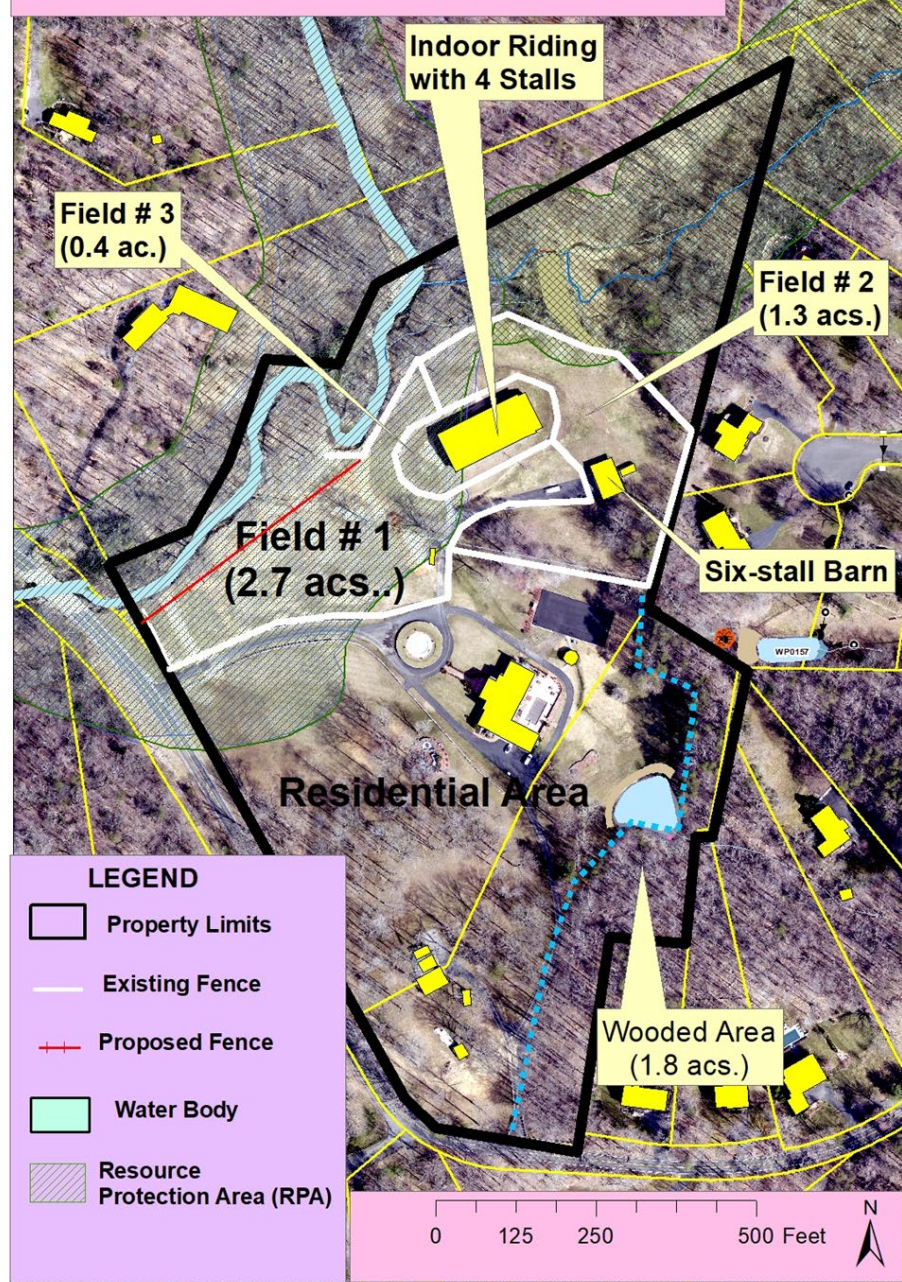 Indoor Riding
with 4 Stalls
Field # 3
(0.4 ac.)
Field # 2
(1.3 acs.)
Field # 1
(2.7 acs..)
Six-stall Barn
WP0157
Residential Area
Wooded Area
(1.8 acs.)
LEGEND
Property Limits
Existing Fence
Proposed Fence
Water Body
Resource
Protection Area (RPA)
0 125 250 500 Feet
N